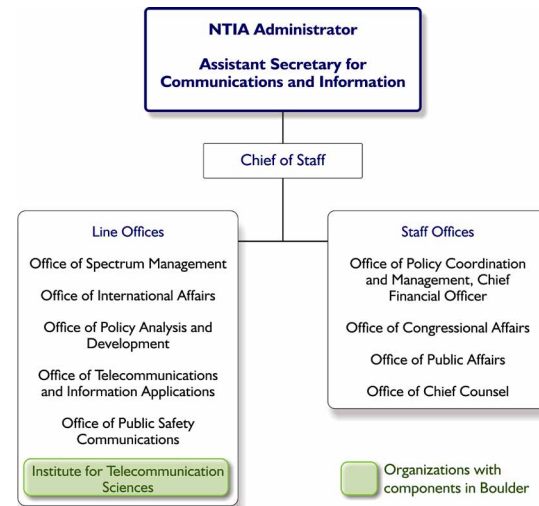 NTIA Administrator
Assistant Secretary for
Communications and Information
Chief of Staff
Line Offices
Office of Spectrum Management
Office of International Affairs
Office of Policy Analysis and
Development
Office of Telecommunications
and Information Applications
Office of Public Safety
Communications
Institute for Telecommunication
Sciences
Staff Offices
Office of Policy Coordination
and Management, Chief
Financial Officer
Office of Congressional Affairs
Office of Public Affairs
Office of Chief Counsel
Organizations with
components in Boulder